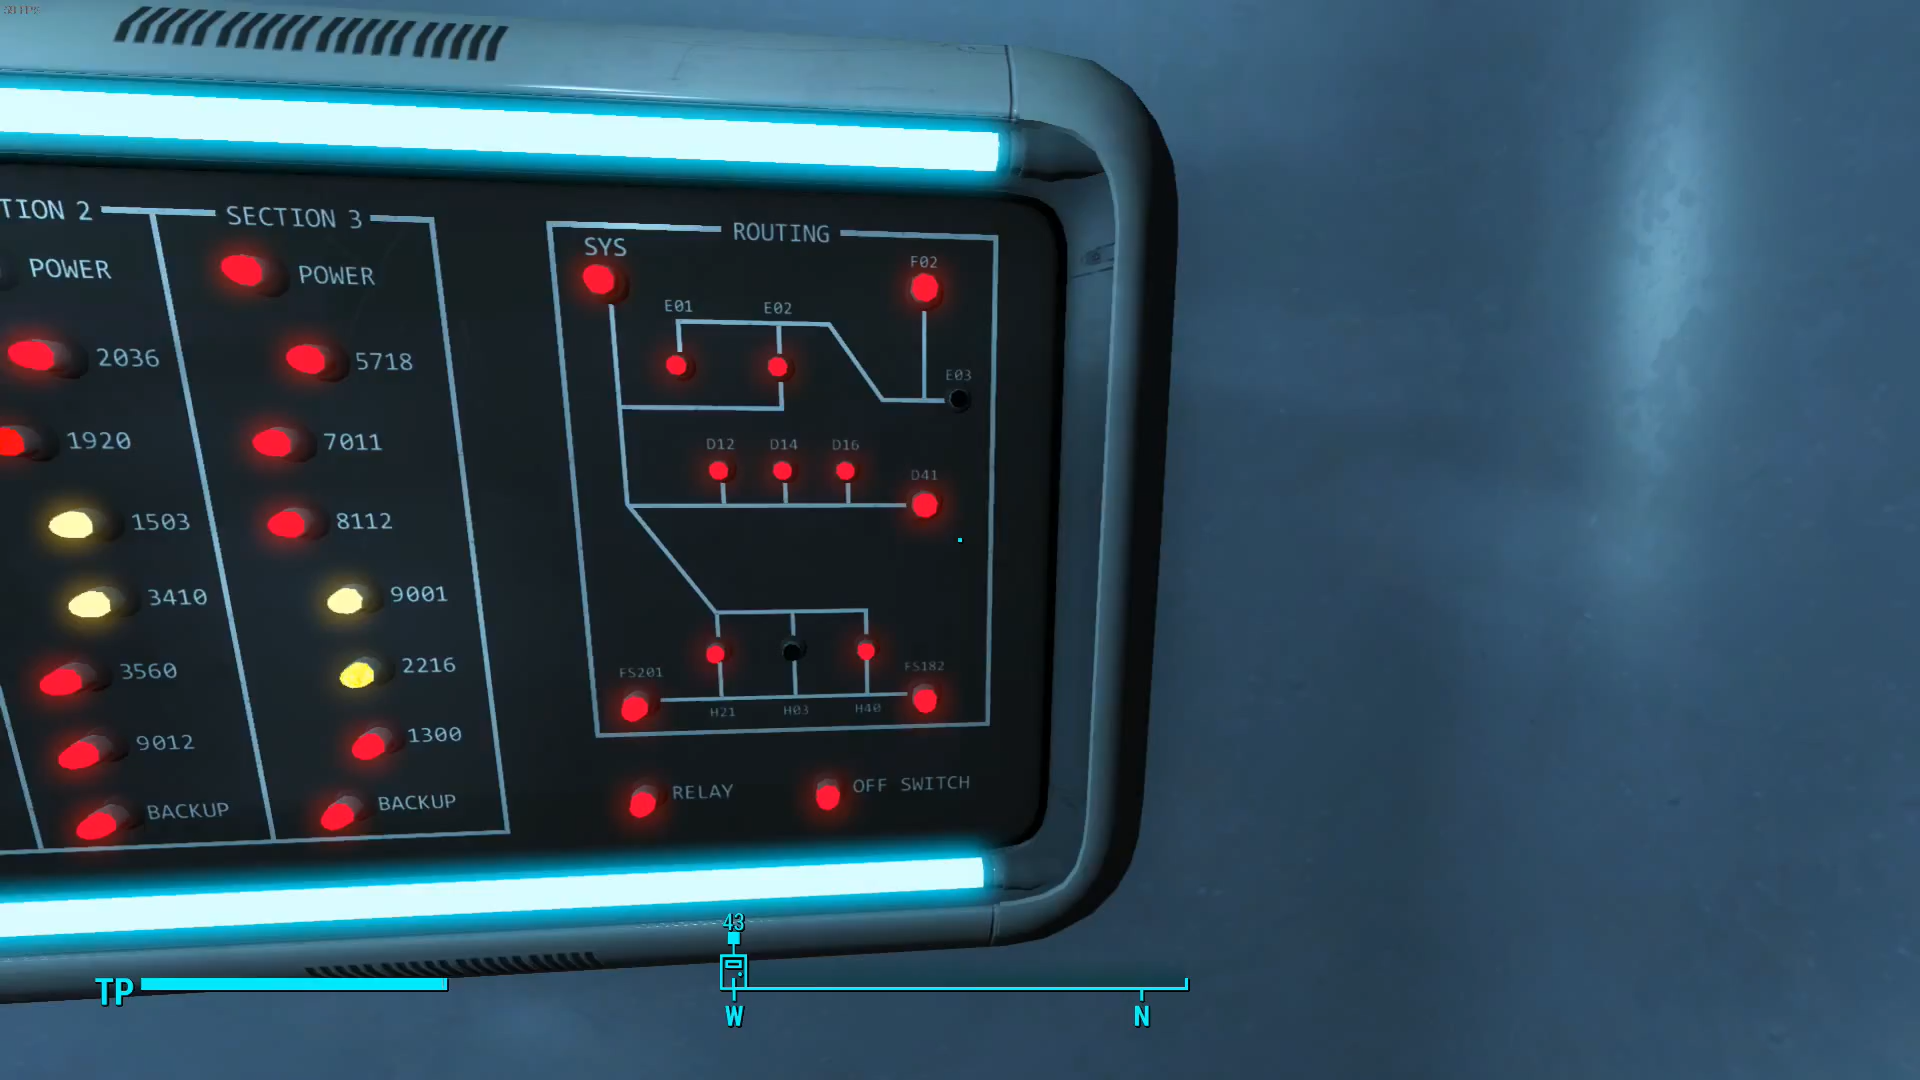 TION 2
POWER
2036
1920
1503
3410
3560
9012
BACKUP
SECTION 3
POWER
5718
7011
8112
9001
2216
1300
BACKUP
ROUTING
SYS
F02
E01 E02
E03
D12 D14 D16
D41
FS201 FS182
H21 H03 H40
RELAY OFF SWITCH
43
TP
W N